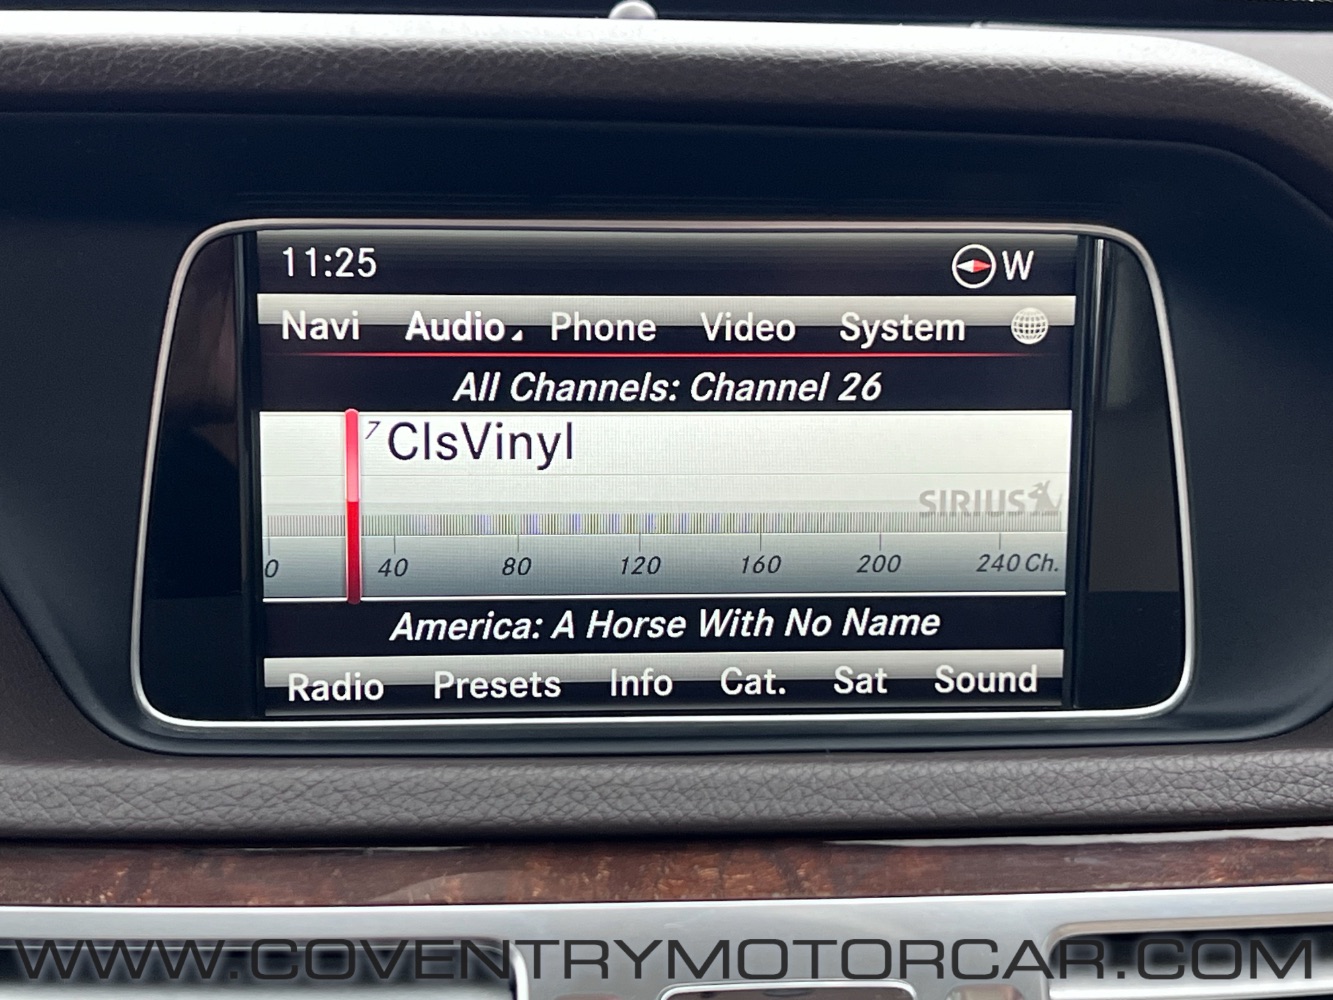 11:25 W
Navi Audio Phone Video System
All Channels: Channel 26
7 ClsVinyl
SIRIUS
0 40 80 120 160 200 240 Ch.
America: A Horse With No Name
Radio Presets Info Cat. Sat Sound
WWW.COVENTRYMOTORCAR.COM